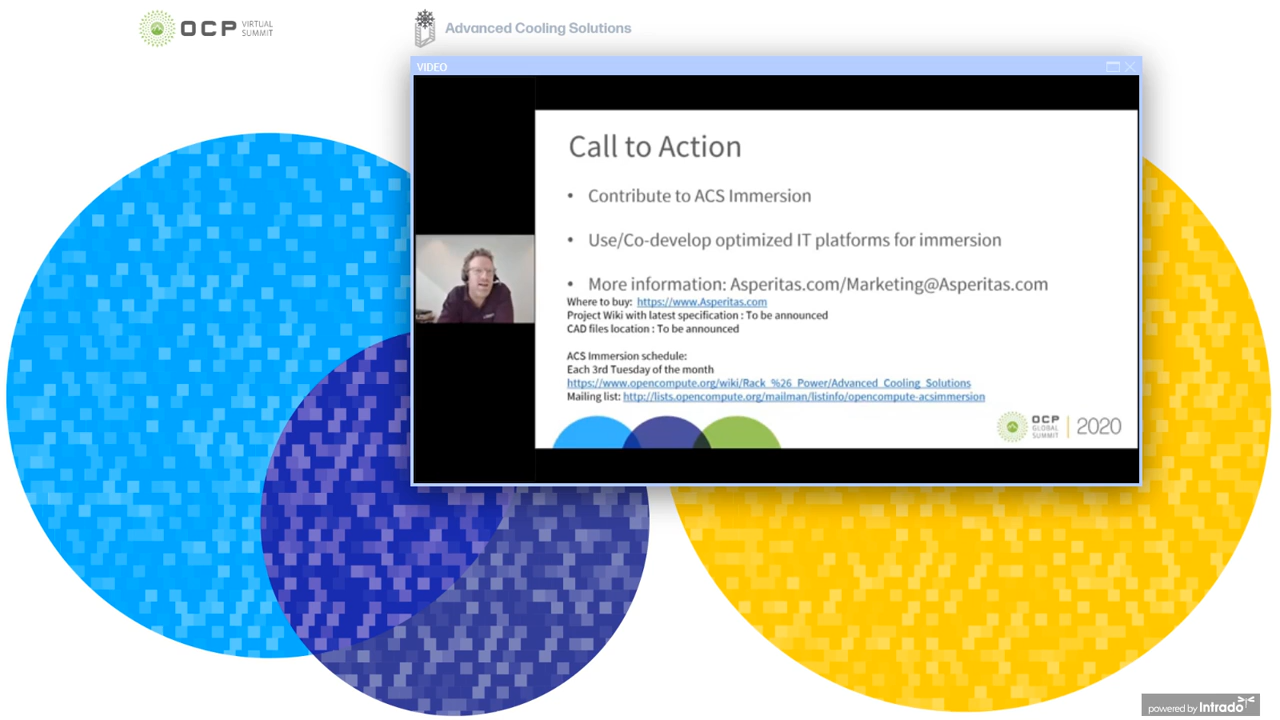 OCP VIRTUAL SUMMIT
Advanced Cooling Solutions
VIDEO
Call to Action
• Contribute to ACS Immersion
• Use/Co-develop optimized IT platforms for immersion
• More information: Asperitas.com/Marketing@Asperitas.com
Where to buy: https://www.Asperitas.com
Project Wiki with latest specification : To be announced
CAD files location : To be announced
ACS Immersion schedule:
Each 3rd Tuesday of the month
https://www.opencompute.org/wiki/Rack_%26_Power/Advanced_Cooling_Solutions
Mailing list: http://lists.opencompute.org/mailman/listinfo/opencompute-acsimmersion
OCP GLOBAL SUMMIT 2020
powered by Intrado